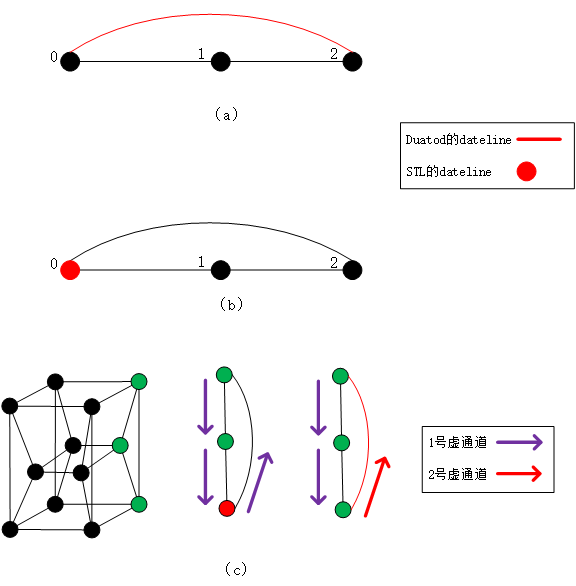 0 1 2
(a)
Duatod的dateline
STL的dateline
0 1 2
(b)
1号虚通道
2号虚通道
(c)